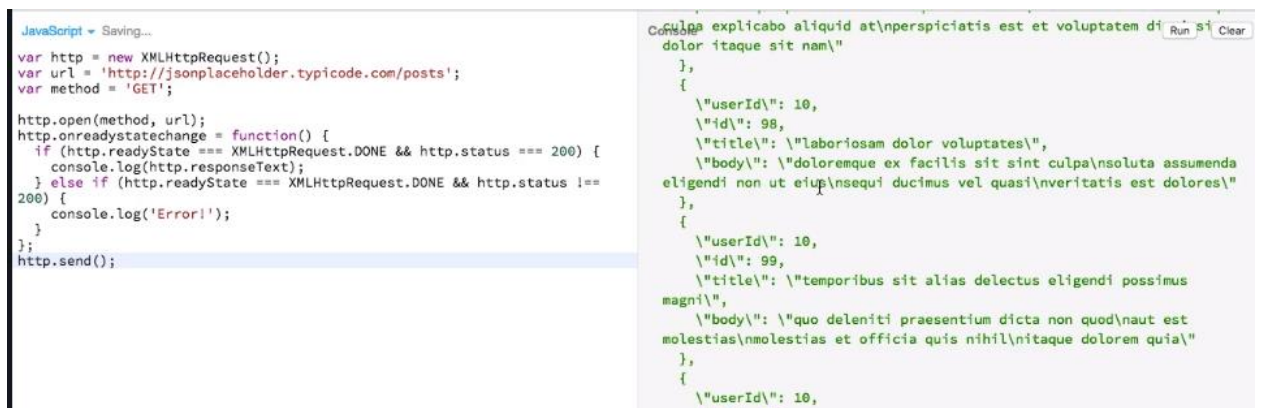 JavaScript Saving...
var http = new XMLHttpRequest();
var url = 'http://jsonplaceholder.typicode.com/posts';
var method = 'GET';
http.open(method, url);
http.onreadystatechange = function() {
if (http.readyState === XMLHttpRequest.DONE && http.status === 200) {
console.log(http.responseText);
} else if (http.readyState === XMLHttpRequest.DONE && http.status !==
200) {
console.log('Error!');
}
};
http.send();
Console
Run
Clear
explicabo aliquid at\nperspiciatis est et voluptatem
dolor itaque sit nam\"
},
{
\"userId\": 10,
\"id\": 98,
\"title\": \"laboriosam dolor voluptates\",
\"body\": \"doloremque ex facilis sit sint culpa\nsoluta assumenda
eligendi non ut eius\nsequi ducimus vel quasi\nveritatis est dolores\"
},
{
\"userId\": 10,
\"id\": 99,
\"title\": \"temporibus sit alias delectus eligendi possimus
magni\",
\"body\": \"quo deleniti praesentium dicta non quod\naut est
molestias\nmolestias et officia quis nihil\nitaque dolorem quia\"
},
{
\"userId\": 10,